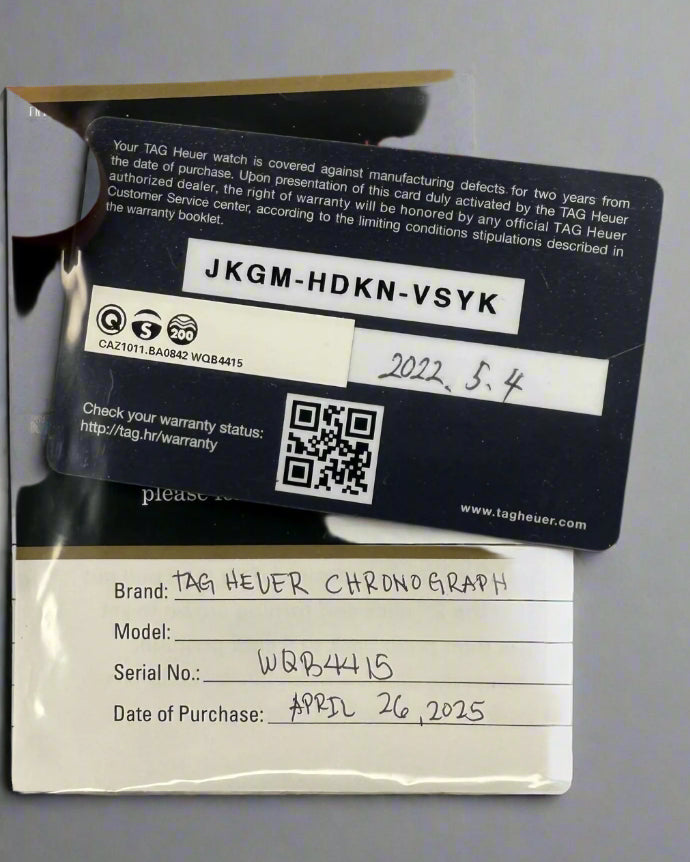 Your TAG Heuer watch is covered against manufacturing defects for two years from
the date of purchase. Upon presentation of this card duly activated by the TAG Heuer
authorized dealer, the right of warranty will be honored by any official TAG Heuer
Customer Service center, according to the limiting conditions stipulations described in
the warranty booklet.
JKGM-HDKN-VSYK
Q S 200
CAZ1011.BA0842 WQB4415
2022. 5. 4
Check your warranty status:
http://tag.hr/warranty
www.tagheuer.com
please
Brand: TAG HEUER CHRONOGRAPH
Model:
Serial No.: WQB4415
Date of Purchase: APRIL 26, 2025